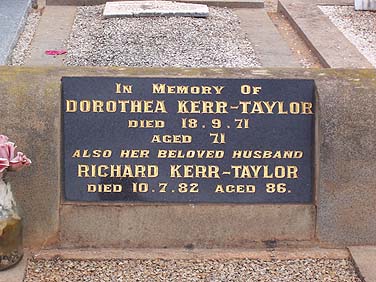 In Memory Of
DOROTHEA KERR-TAYLOR
DIED 18.9.71
AGED 71
ALSO HER BELOVED HUSBAND
RICHARD KERR-TAYLOR
DIED 10.7.82 AGED 86.